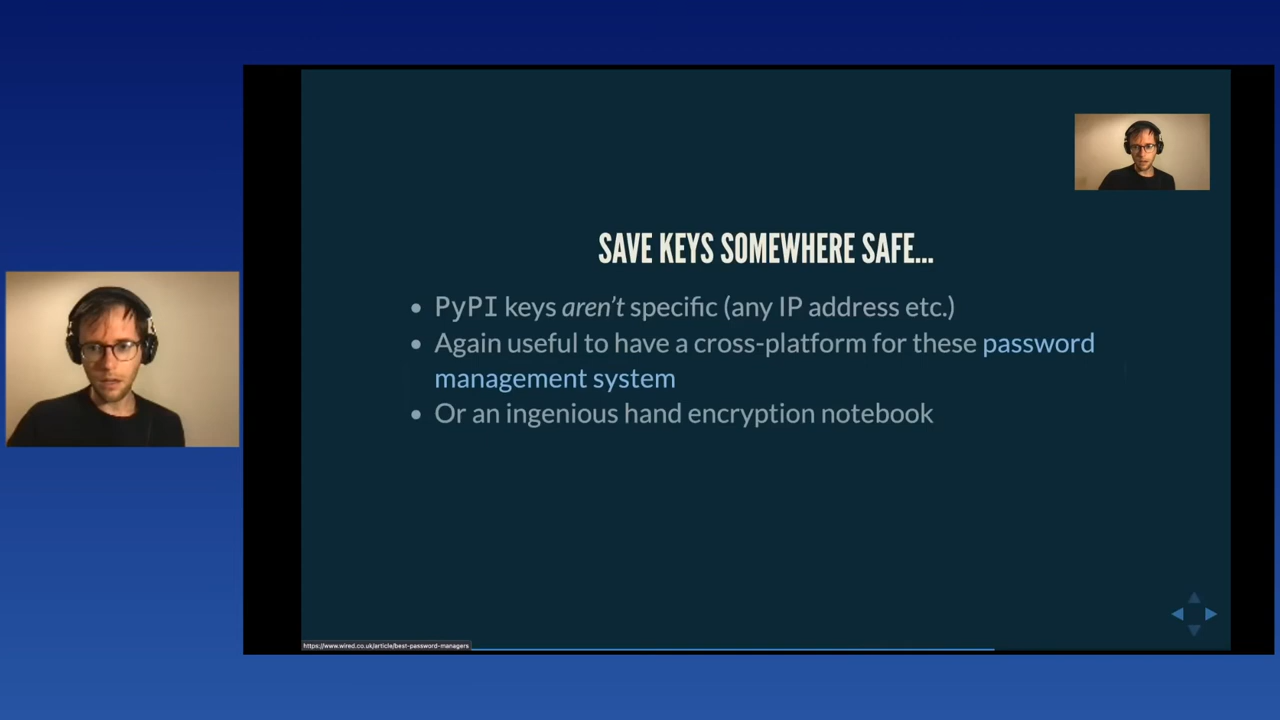 SAVE KEYS SOMEWHERE SAFE...
• PyPI keys aren't specific (any IP address etc.)
• Again useful to have a cross-platform for these password
management system
• Or an ingenious hand encryption notebook
https://www.wired.co.uk/article/best-password-managers